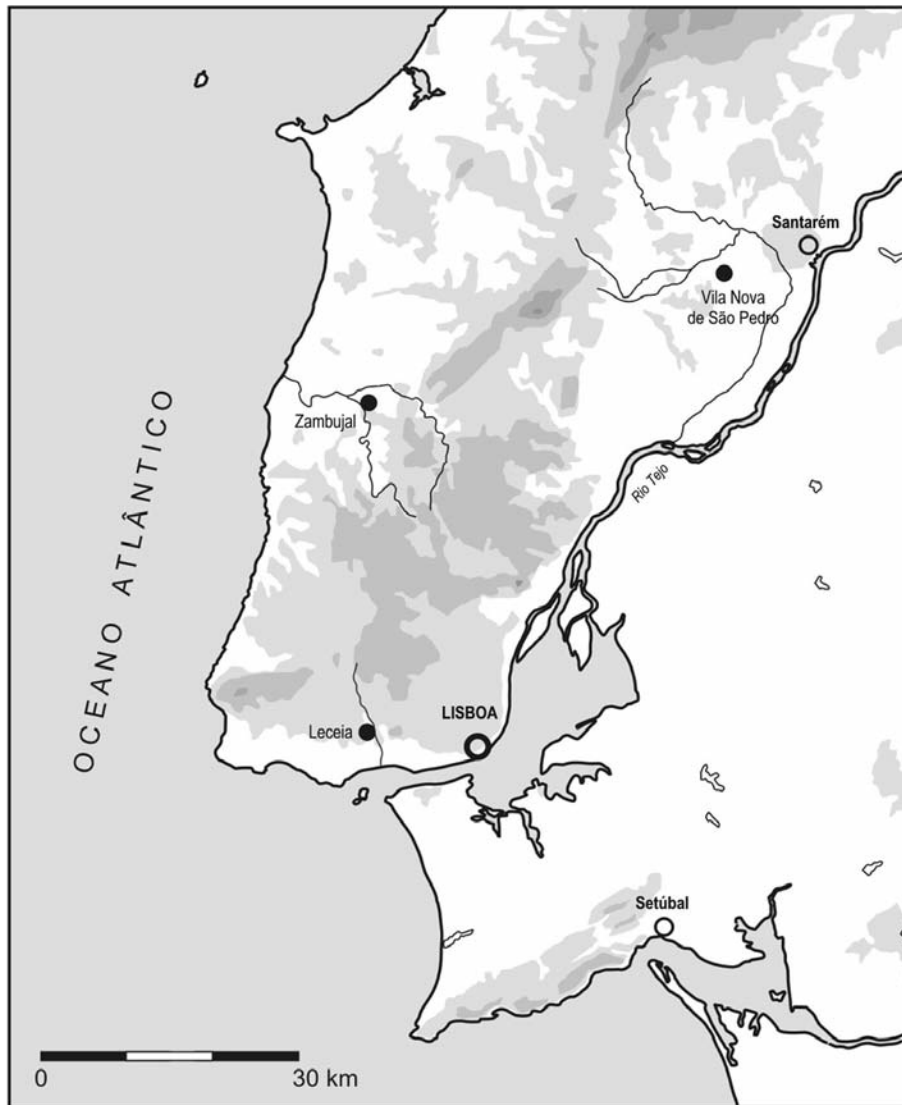 Santarém
Vila Nova
de São Pedro
OCEANO ATLÂNTICO
Zambujal
Rio Tejo
LISBOA
Leceia
Setúbal
0
30 km